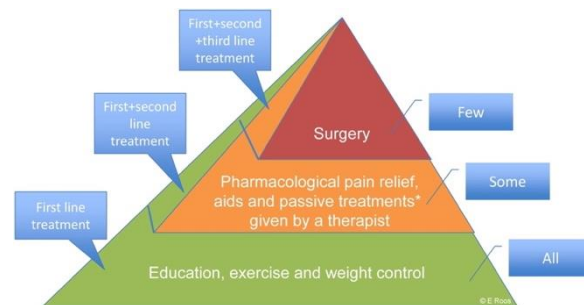 First+second
+third line
treatment
Few
Surgery
First+second
line
treatment
Pharmacological pain relief,
aids and passive treatments*
given by a therapist
Some
First line
treatment
Education, exercise and weight control
All
© E Roos